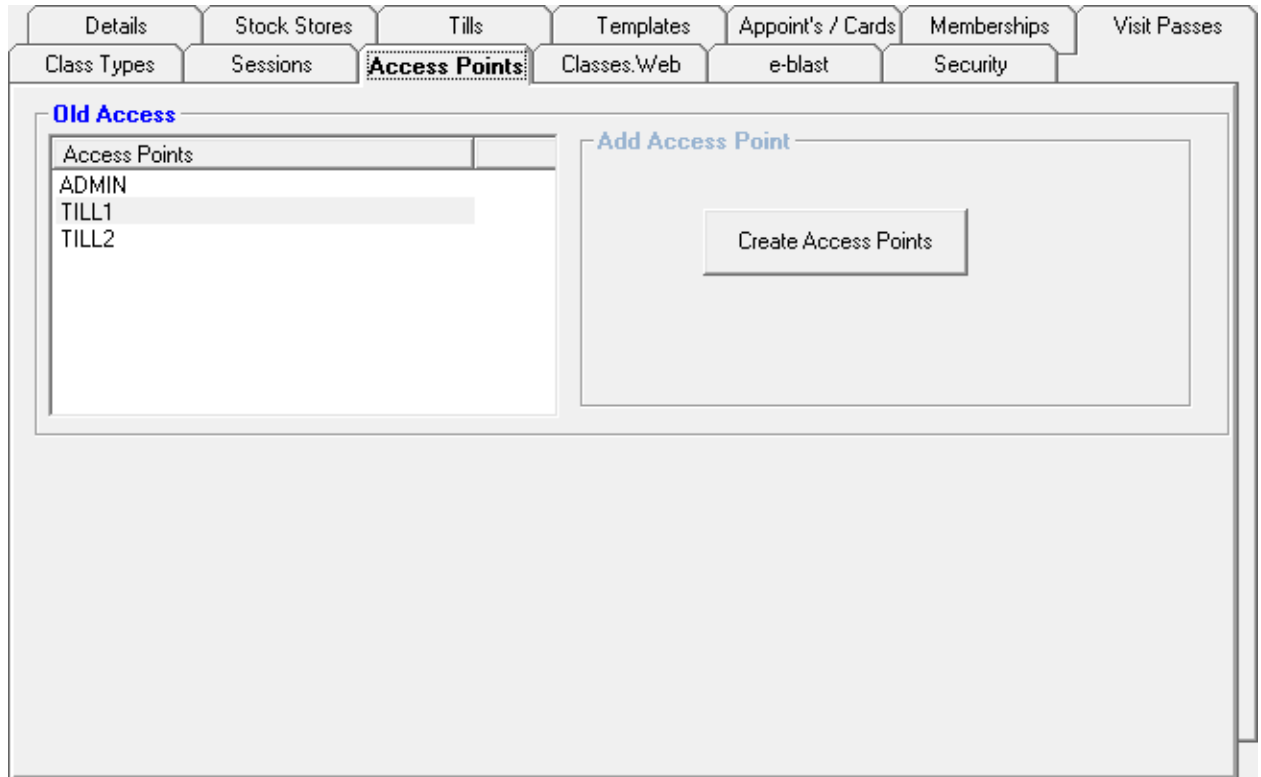 Details Stock Stores Tills Templates Appoint's / Cards Memberships Visit Passes
Class Types Sessions Access Points Classes.Web e-blast Security
Old Access
Access Points
ADMIN
TILL1
TILL2
Add Access Point
Create Access Points